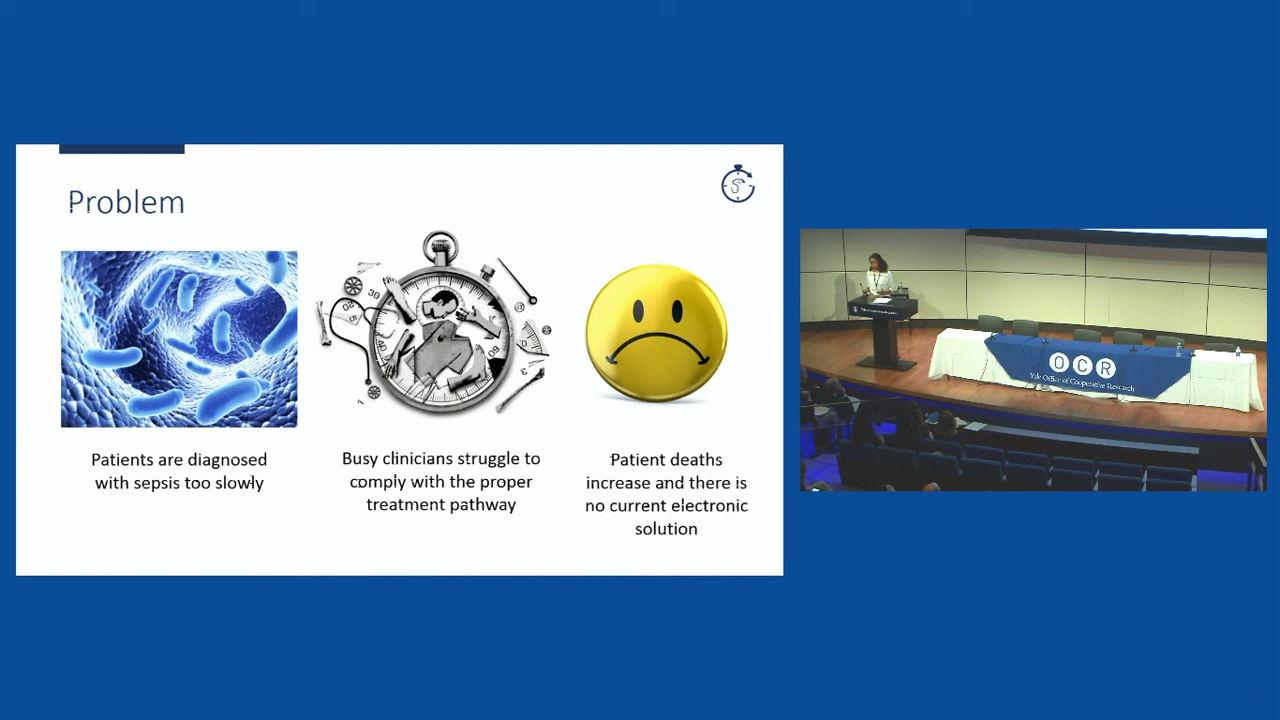 Problem
Patients are diagnosed
with sepsis too slowly
Busy clinicians struggle to
comply with the proper
treatment pathway
Patient deaths
increase and there is
no current electronic
solution
OCR
Yale Office of Cooperative Research